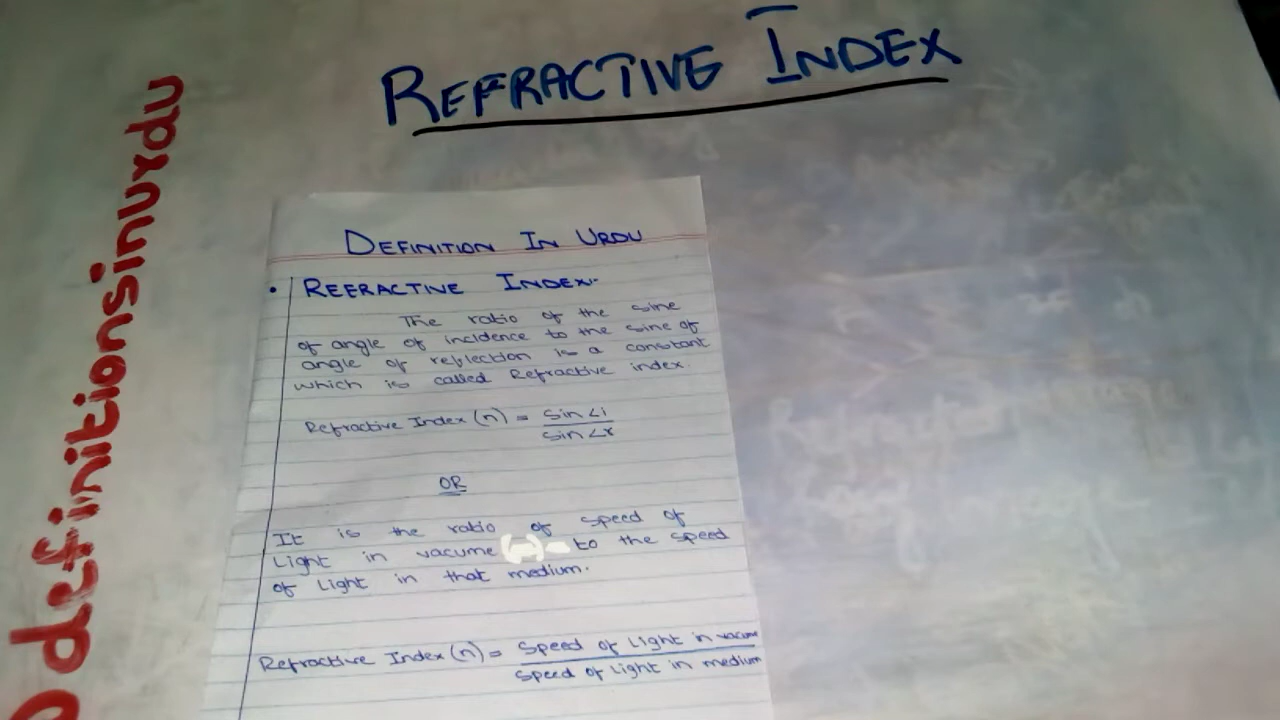 REFRACTIVE INDEX
definitionsinurdu
DEFINITION IN URDU
• REFRACTIVE INDEX.
The ratio of the sine
of angle of incidence to the sine of
angle of reflection is a constant
which is called Refractive index.
Refractive Index (n) = Sin∠i
Sin∠r
OR
It is the ratio of speed of
Light in vacume to the speed
of Light in that medium.
Refractive Index (n) = Speed of Light in vacume
Speed of Light in medium